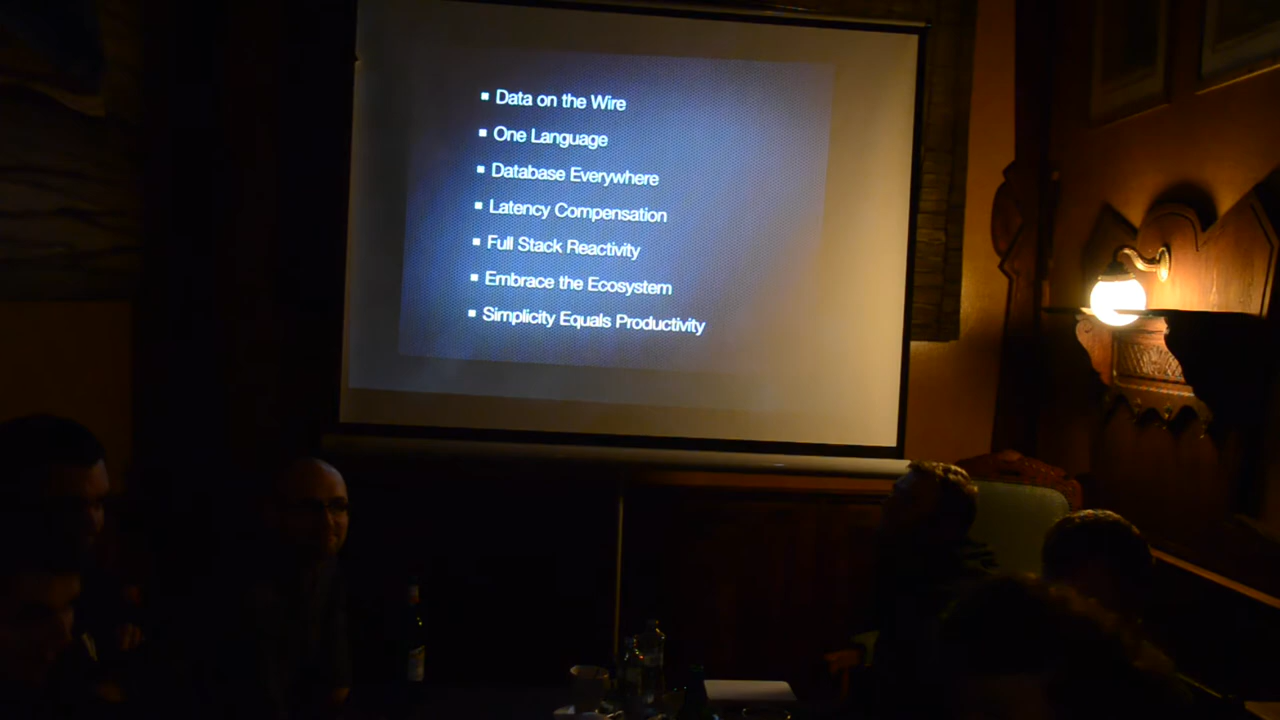 ▪ Data on the Wire
▪ One Language
▪ Database Everywhere
▪ Latency Compensation
▪ Full Stack Reactivity
▪ Embrace the Ecosystem
▪ Simplicity Equals Productivity